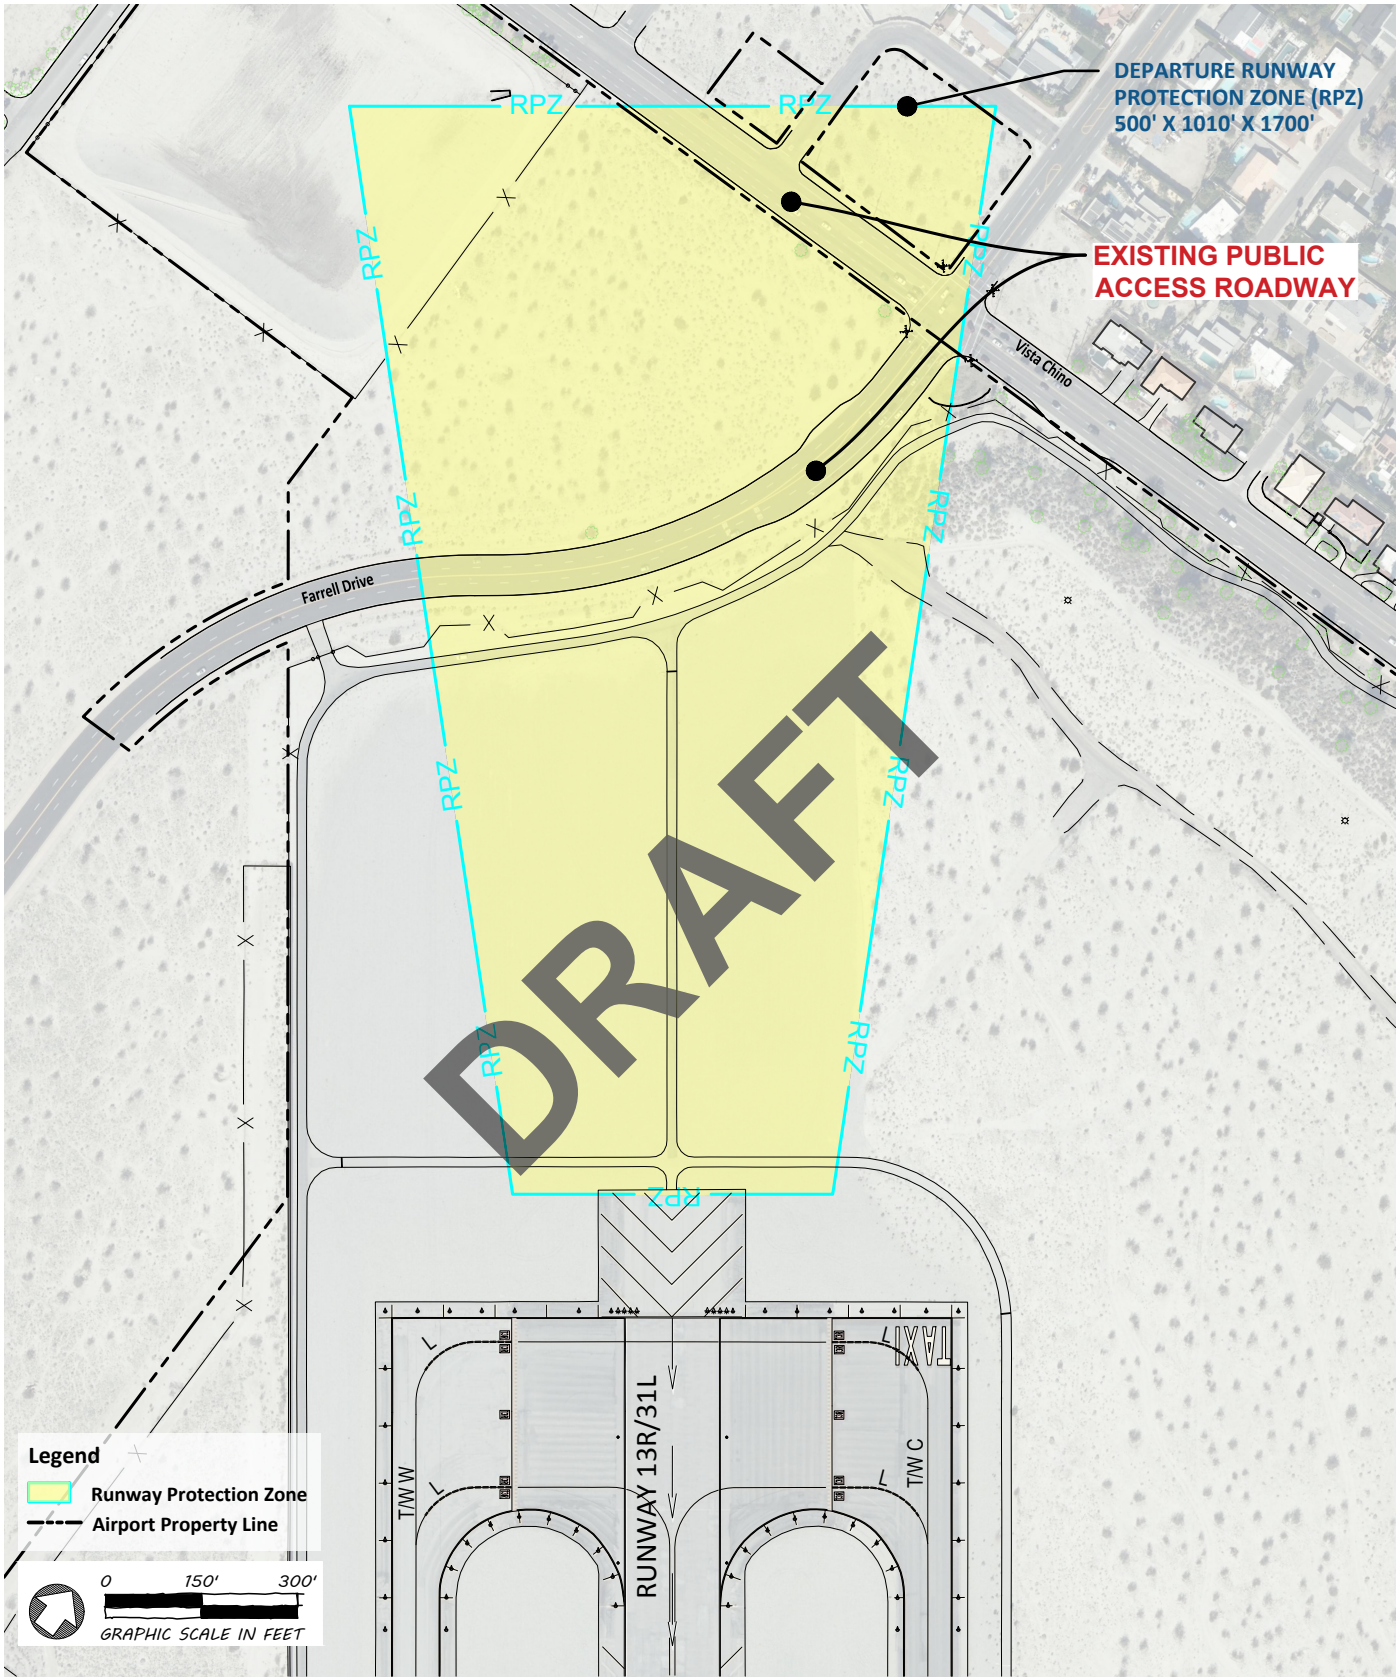 RPZ
RPZ
DEPARTURE RUNWAY
PROTECTION ZONE (RPZ)
500' X 1010' X 1700'
RPZ
RPZ
EXISTING PUBLIC
ACCESS ROADWAY
Vista Chino
RPZ
RPZ
Farrell Drive
RPZ
RPZ
DRAFT
RPZ
RPZ
RPZ
TAXI
L
L
RUNWAY 13R/31L
L
L
T/W W
T/W C
Legend
Runway Protection Zone
Airport Property Line
0 150' 300'
GRAPHIC SCALE IN FEET